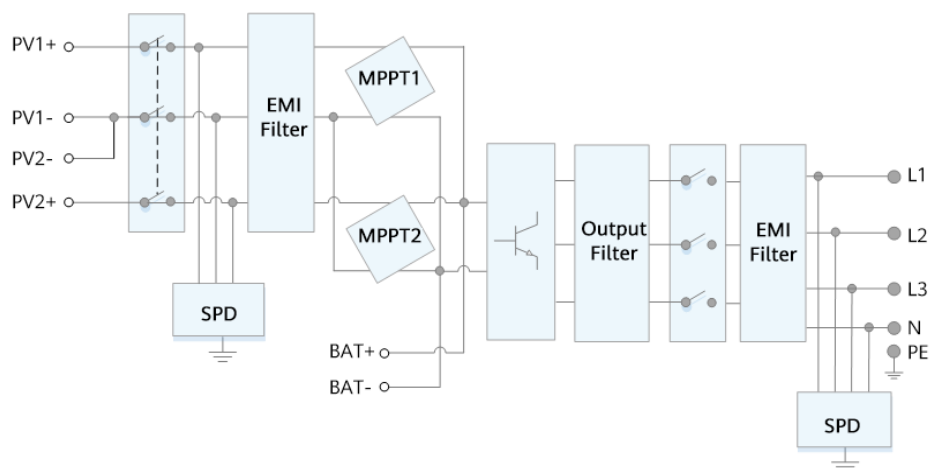 PV1+
PV1-
PV2-
PV2+
EMI
Filter
MPPT1
MPPT2
SPD
BAT+
BAT-
Output
Filter
EMI
Filter
L1
L2
L3
N
PE
SPD